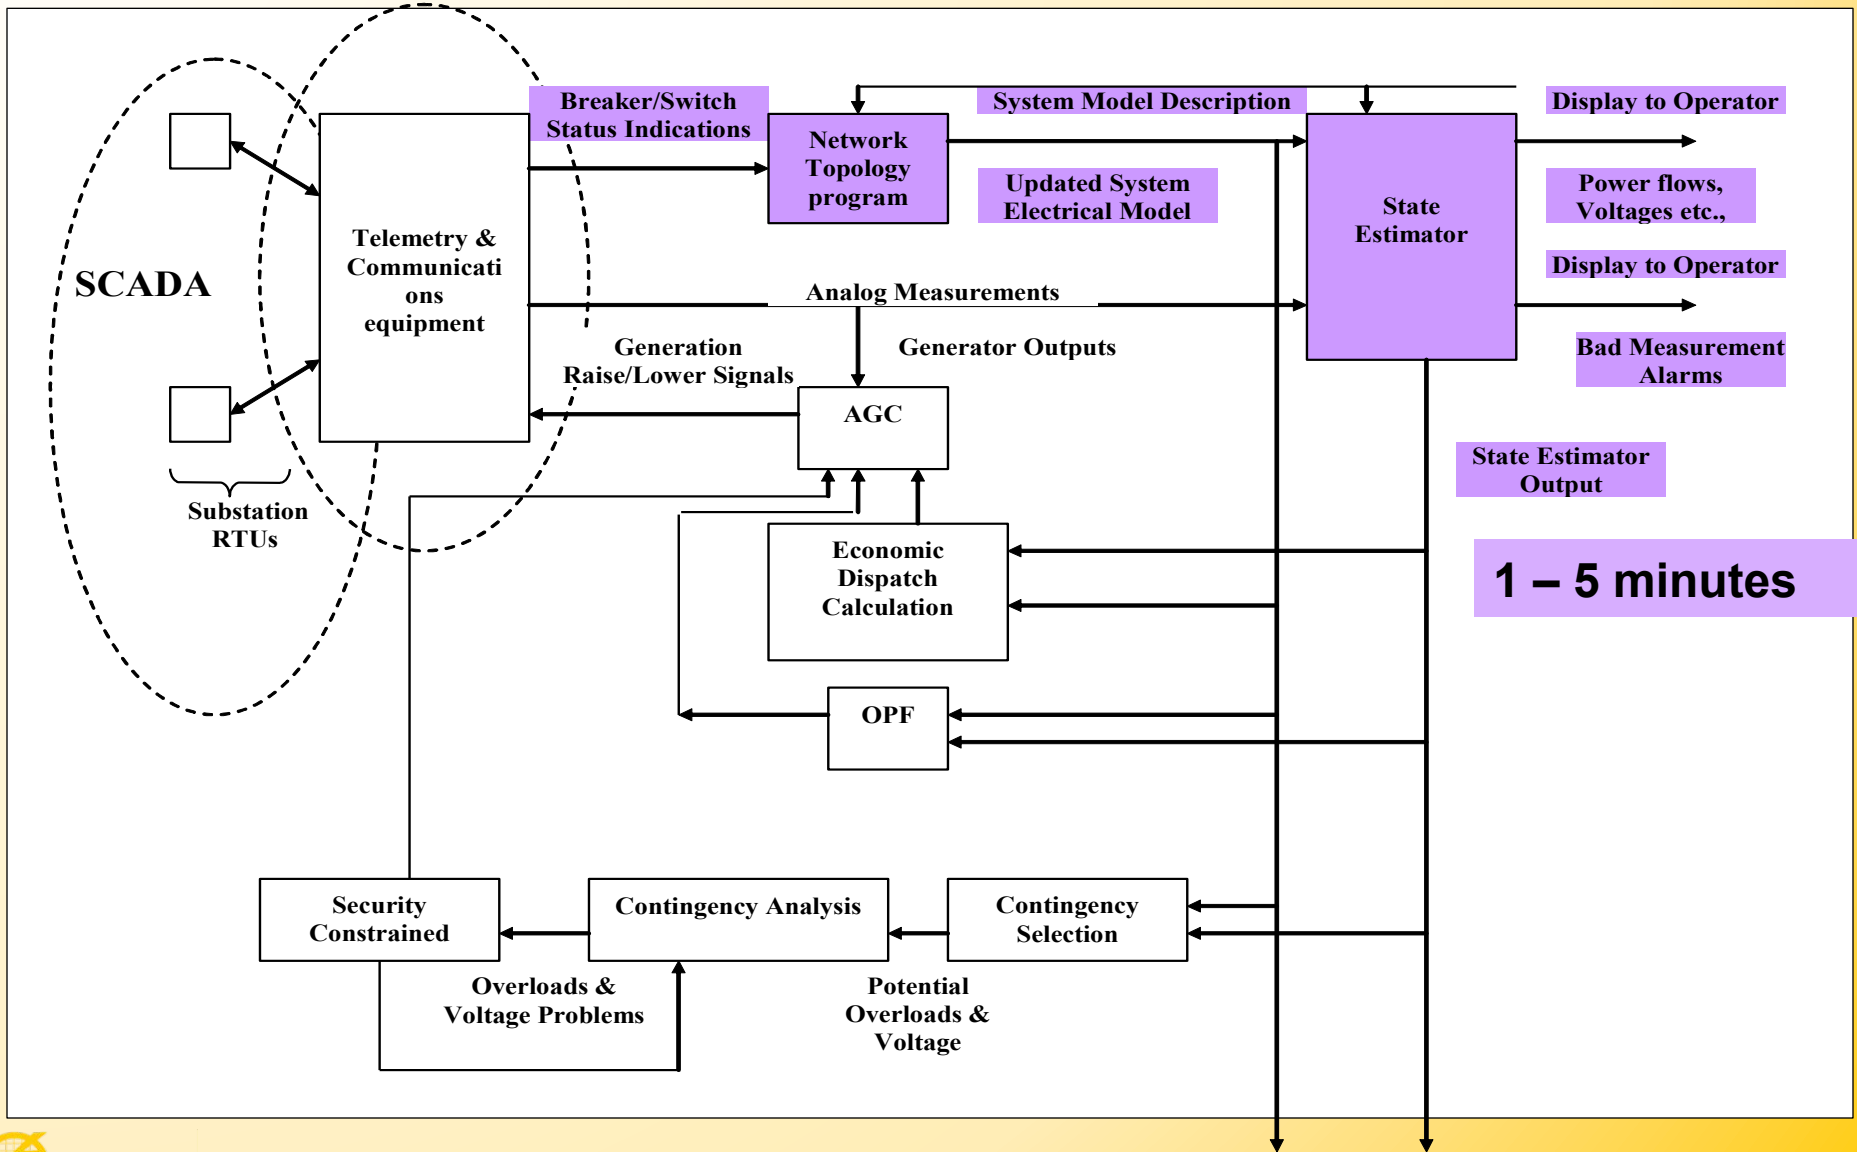 Breaker/Switch
Status Indications
System Model Description
Display to Operator
Network
Topology
program
Updated System
Electrical Model
Power flows,
Voltages etc.,
State
Estimator
Telemetry &
Communicati
ons
equipment
SCADA
Display to Operator
Analog Measurements
Generation
Raise/Lower Signals
Generator Outputs
Bad Measurement
Alarms
AGC
State Estimator
Output
Substation
RTUs
Economic
Dispatch
Calculation
1 – 5 minutes
OPF
Security
Constrained
Contingency Analysis
Contingency
Selection
Overloads &
Voltage Problems
Potential
Overloads &
Voltage